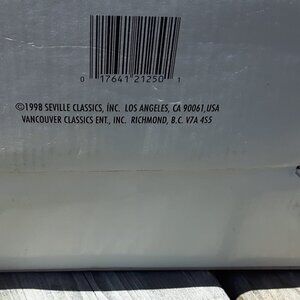 0 17641 21250 1
©1998 SEVILLE CLASSICS, INC. LOS ANGELES, CA 90061, USA
VANCOUVER CLASSICS ENT., INC. RICHMOND, B.C. V7A 4S5